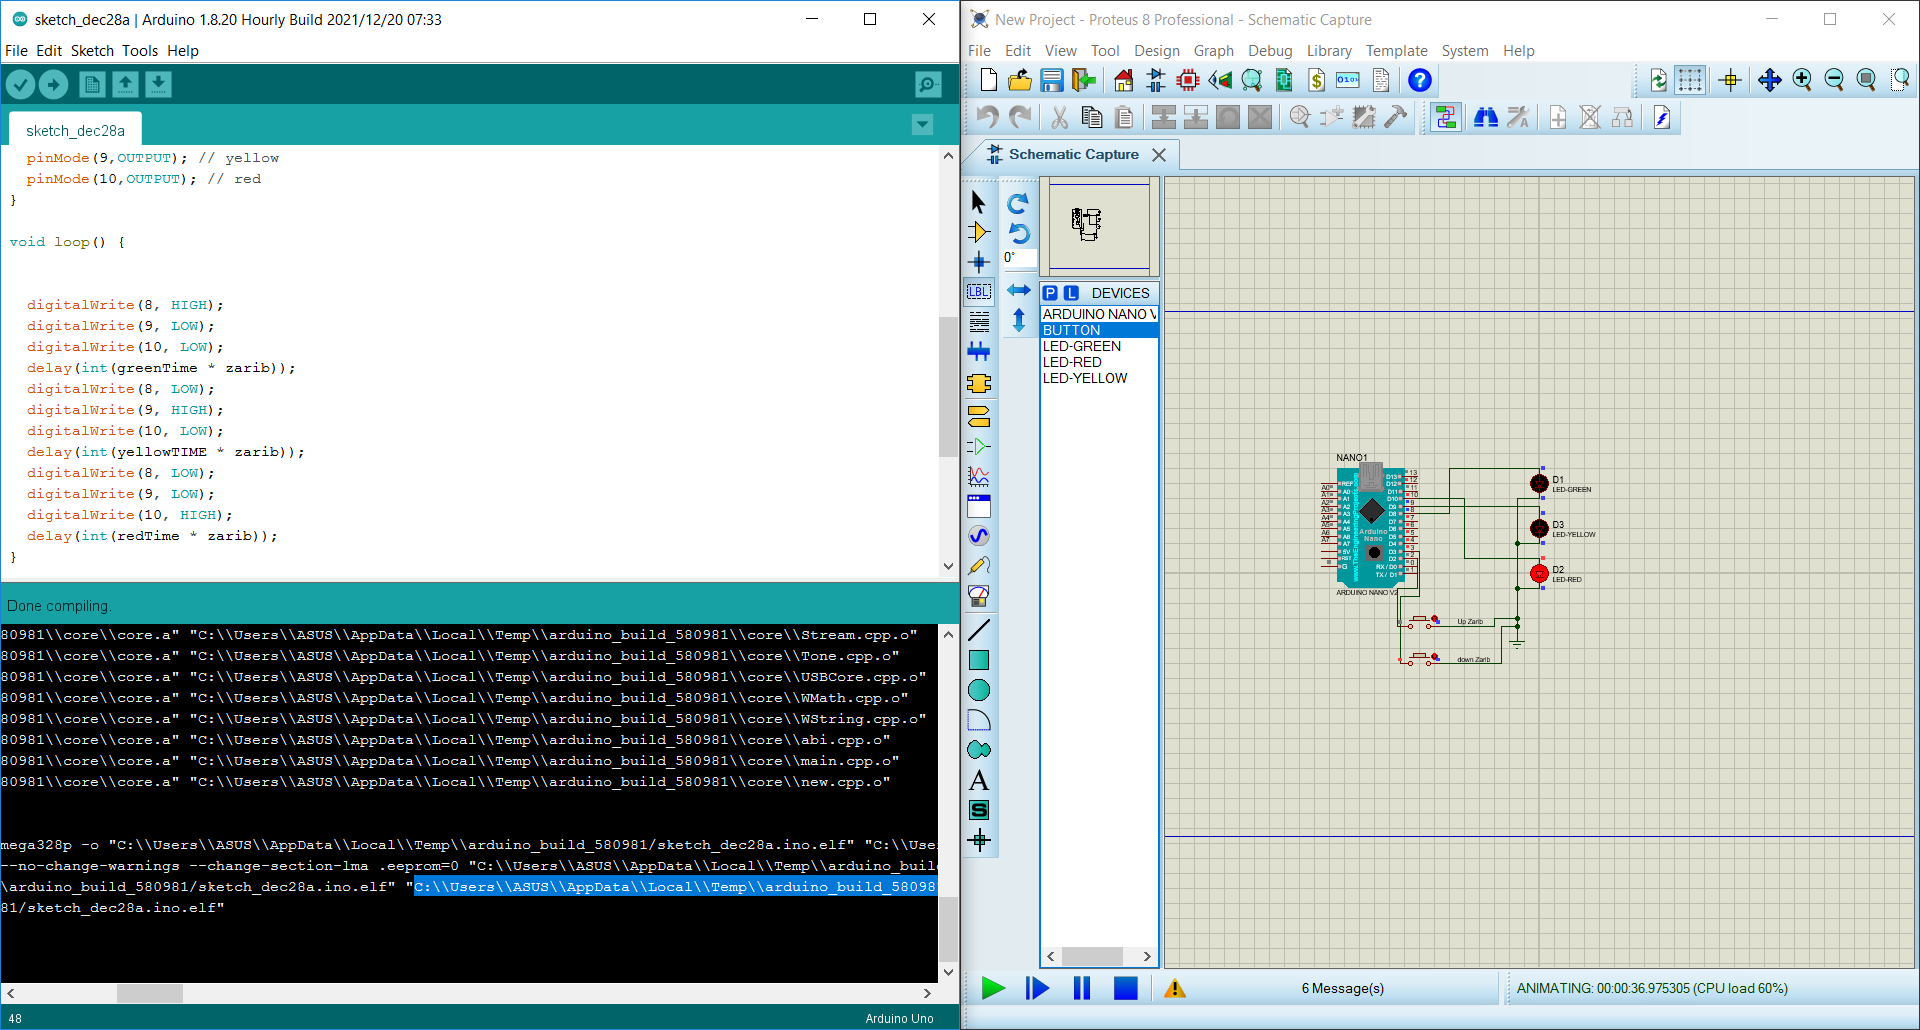 sketch_dec28a | Arduino 1.8.20 Hourly Build 2021/12/20 07:33
File Edit Sketch Tools Help
sketch_dec28a
pinMode(9,OUTPUT); // yellow
pinMode(10,OUTPUT); // red
}
void loop() {
digitalWrite(8, HIGH);
digitalWrite(9, LOW);
digitalWrite(10, LOW);
delay(int(greenTime * zarib));
digitalWrite(8, LOW);
digitalWrite(9, HIGH);
digitalWrite(10, LOW);
delay(int(yellowTIME * zarib));
digitalWrite(8, LOW);
digitalWrite(9, LOW);
digitalWrite(10, HIGH);
delay(int(redTime * zarib));
}
Done compiling.
80981\\core\\core.a" "C:\\Users\\ASUS\\AppData\\Local\\Temp\\arduino_build_580981\\core\\Stream.cpp.o"
80981\\core\\core.a" "C:\\Users\\ASUS\\AppData\\Local\\Temp\\arduino_build_580981\\core\\Tone.cpp.o"
80981\\core\\core.a" "C:\\Users\\ASUS\\AppData\\Local\\Temp\\arduino_build_580981\\core\\USBCore.cpp.o"
80981\\core\\core.a" "C:\\Users\\ASUS\\AppData\\Local\\Temp\\arduino_build_580981\\core\\WMath.cpp.o"
80981\\core\\core.a" "C:\\Users\\ASUS\\AppData\\Local\\Temp\\arduino_build_580981\\core\\WString.cpp.o"
80981\\core\\core.a" "C:\\Users\\ASUS\\AppData\\Local\\Temp\\arduino_build_580981\\core\\abi.cpp.o"
80981\\core\\core.a" "C:\\Users\\ASUS\\AppData\\Local\\Temp\\arduino_build_580981\\core\\main.cpp.o"
80981\\core\\core.a" "C:\\Users\\ASUS\\AppData\\Local\\Temp\\arduino_build_580981\\core\\new.cpp.o"
mega328p -o "C:\\Users\\ASUS\\AppData\\Local\\Temp\\arduino_build_580981/sketch_dec28a.ino.elf" "C:\\Use
--no-change-warnings --change-section-lma .eeprom=0 "C:\\Users\\ASUS\\AppData\\Local\\Temp\\arduino_buil
\arduino_build_580981/sketch_dec28a.ino.elf" "C:\\Users\\ASUS\\AppData\\Local\\Temp\\arduino_build_58098
81/sketch_dec28a.ino.elf"
48
Arduino Uno
New Project - Proteus 8 Professional - Schematic Capture
File Edit View Tool Design Graph Debug Library Template System Help
Schematic Capture
0°
LBL
P L DEVICES
ARDUINO NANO V
BUTTON
LED-GREEN
LED-RED
LED-YELLOW
A
S
NANO1
Arduino
Nano
ARDUINO NANO V2
D1
LED-GREEN
D3
LED-YELLOW
D2
LED-RED
Up Zarib
down Zarib
6 Message(s)
ANIMATING: 00:00:36.975305 (CPU load 60%)